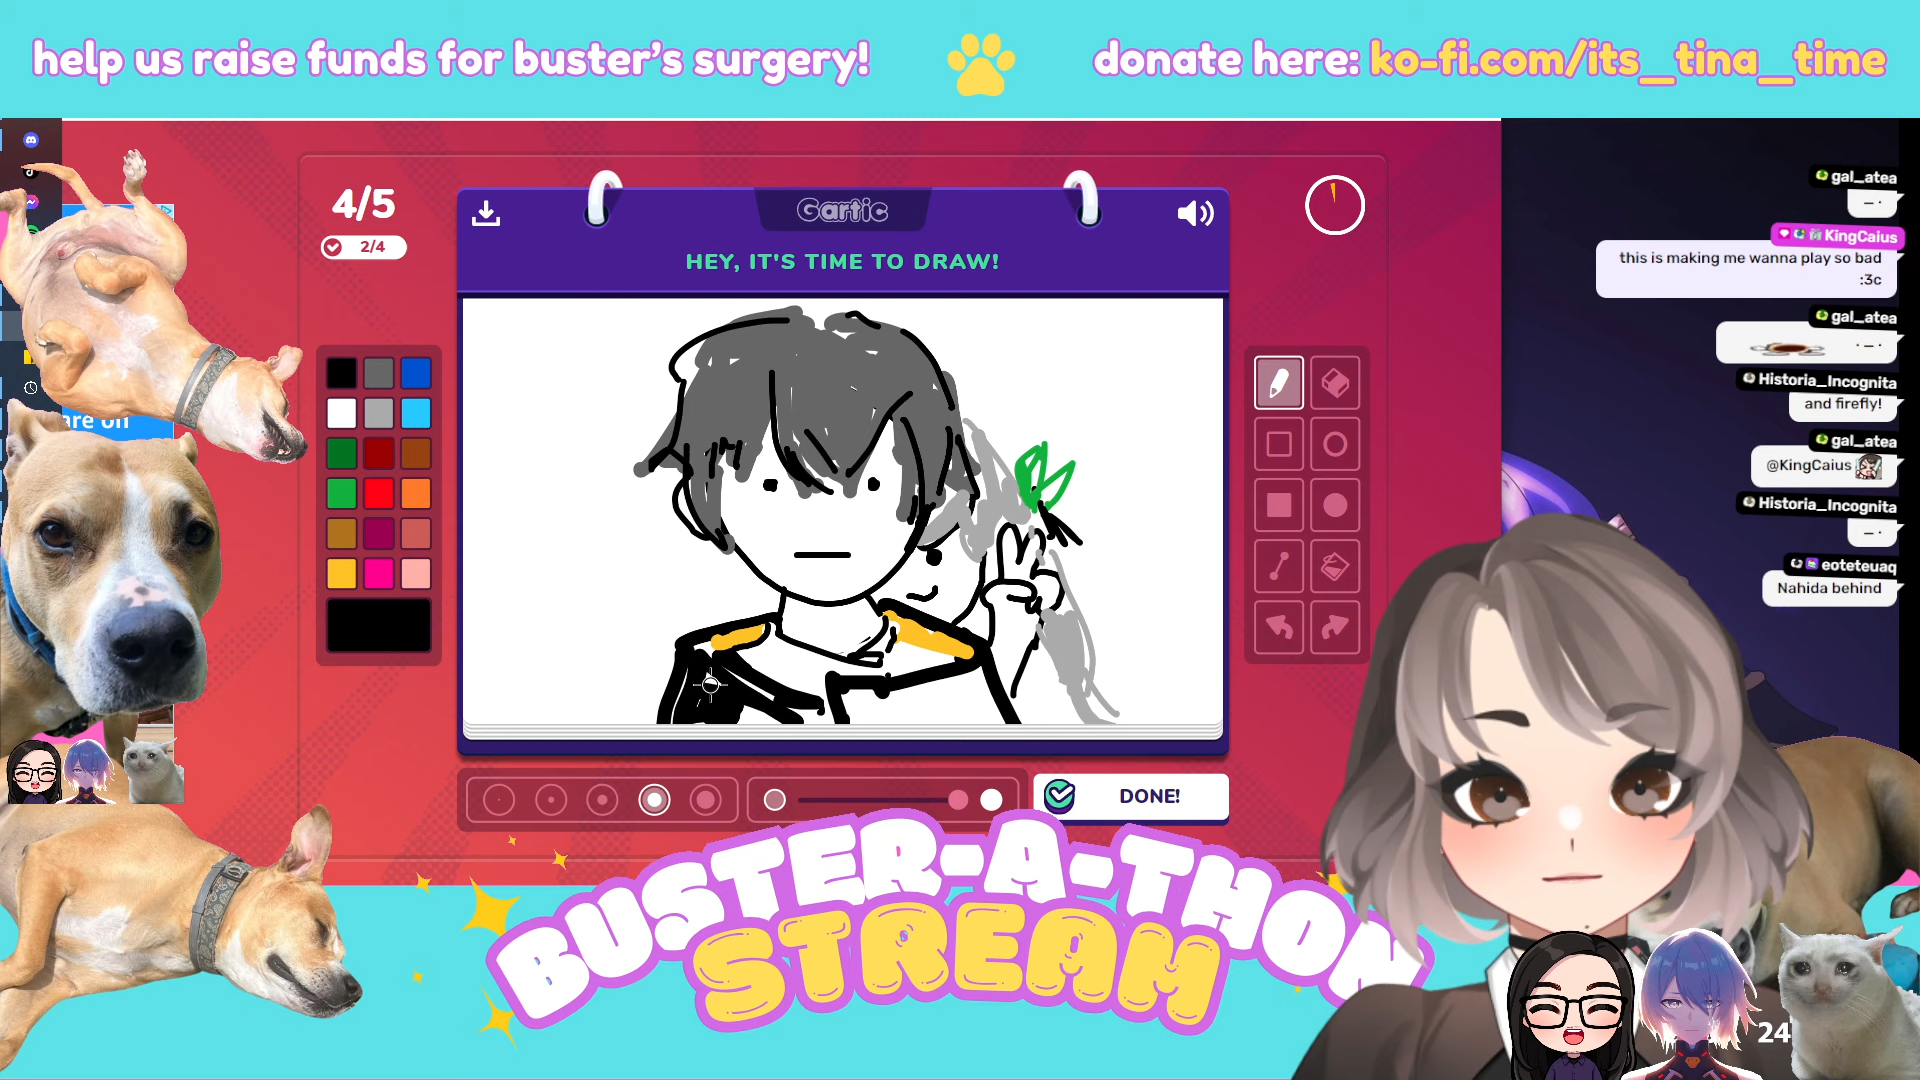 help us raise funds for buster's surgery!
donate here: ko-fi.com/its_tina_time
4/5
2/4
Gartic
HEY, IT'S TIME TO DRAW!
DONE!
are on
gal_atea
KingCaius
this is making me wanna play so bad
:3c
gal_atea
Historia_Incognita
and firefly!
gal_atea
@KingCaius
Historia_Incognita
eoteteuaq
Nahida behind
BUSTER-A-THON
STREAM
24